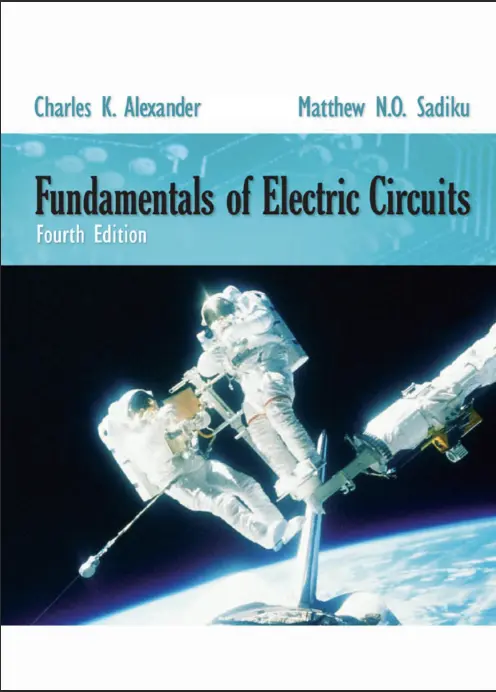 Charles K. Alexander Matthew N.O. Sadiku
Fundamentals of Electric Circuits
Fourth Edition